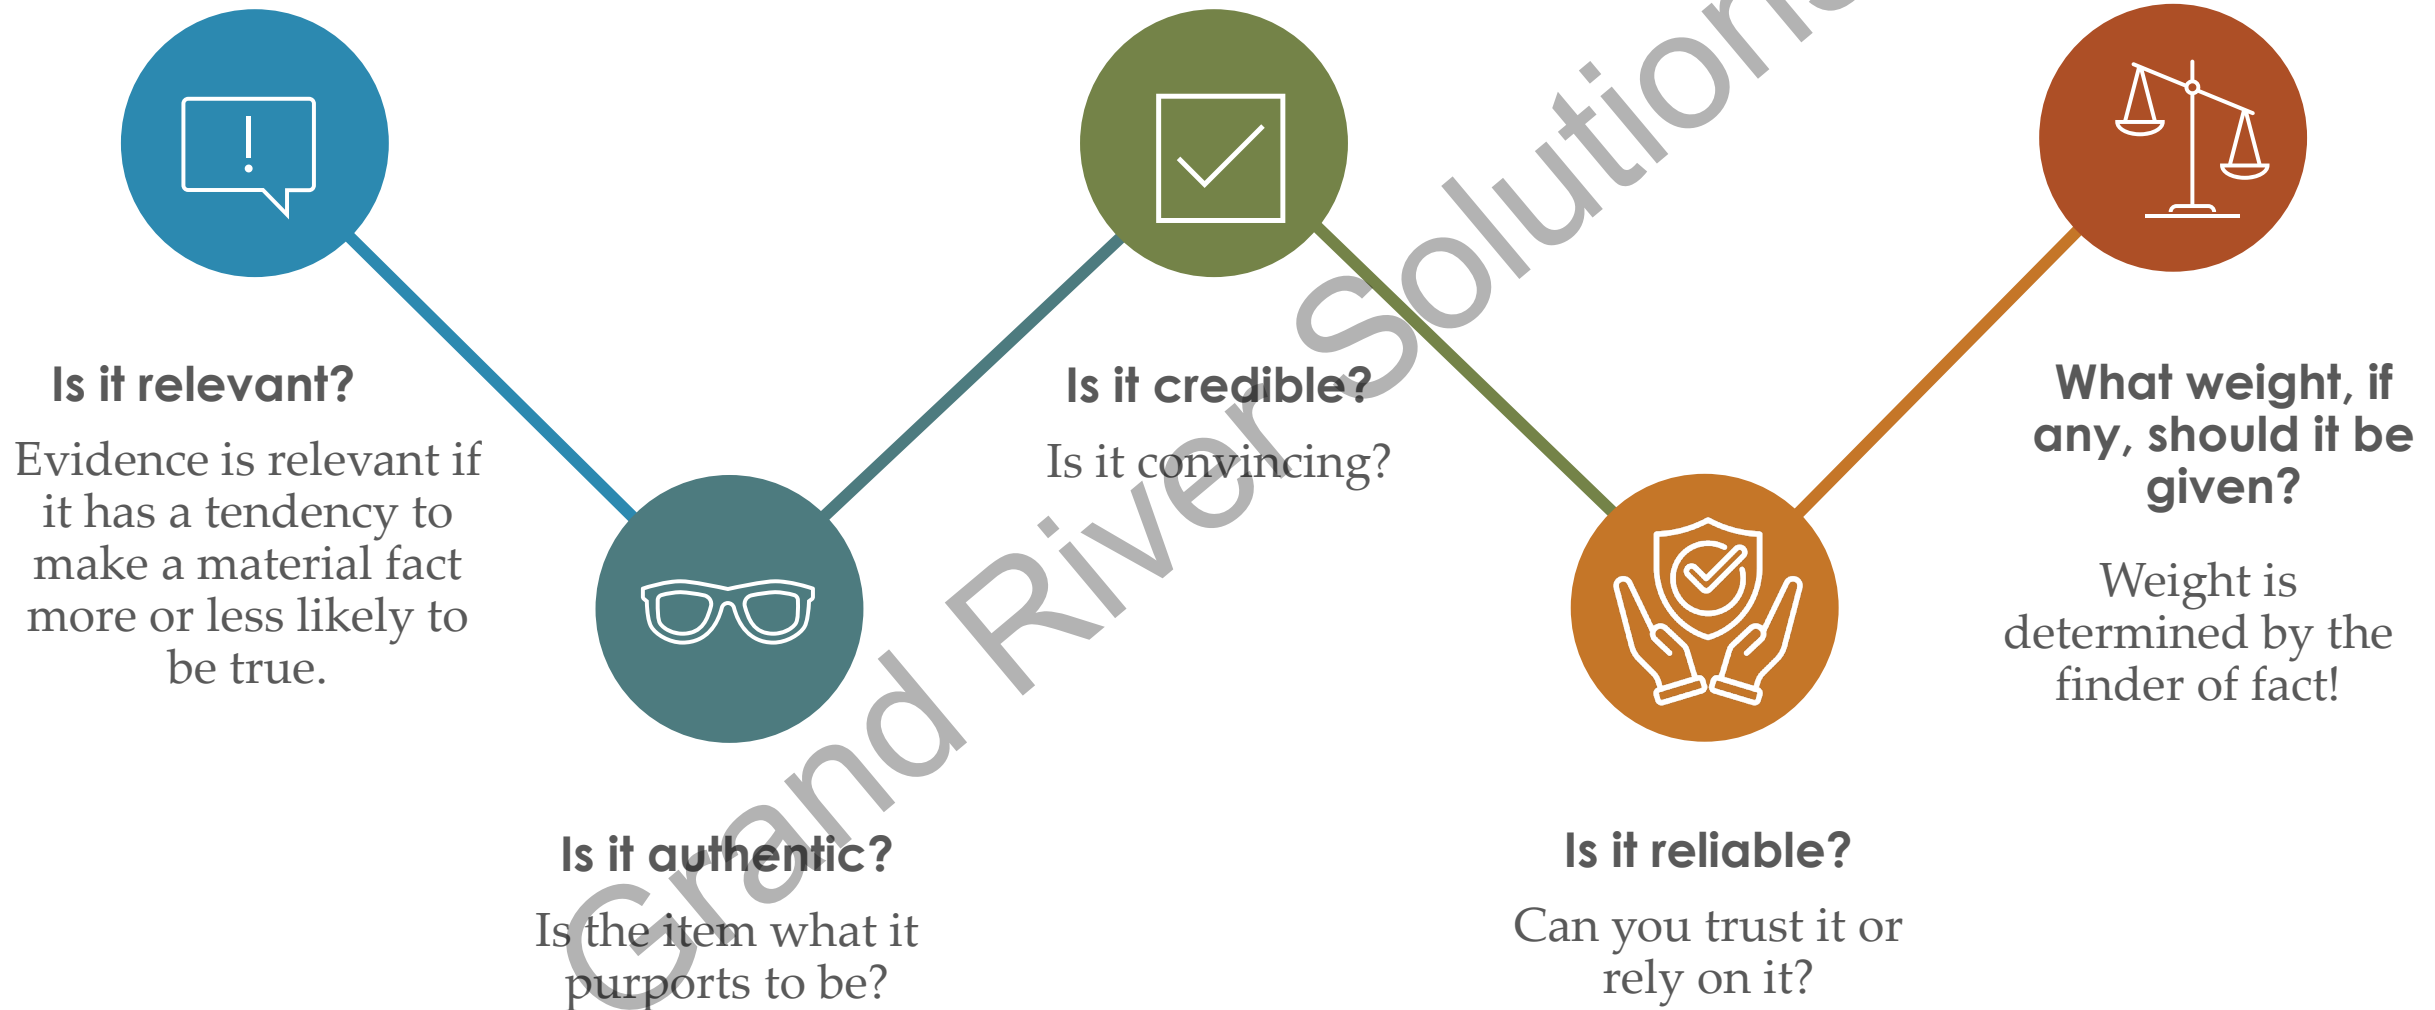 Is it relevant?
Evidence is relevant if
it has a tendency to
make a material fact
more or less likely to
be true.
Is it authentic?
Is the item what it
purports to be?
Is it credible?
Is it convincing?
Is it reliable?
Can you trust it or
rely on it?
What weight, if
any, should it be
given?
Weight is
determined by the
finder of fact!
Grand River Solutions